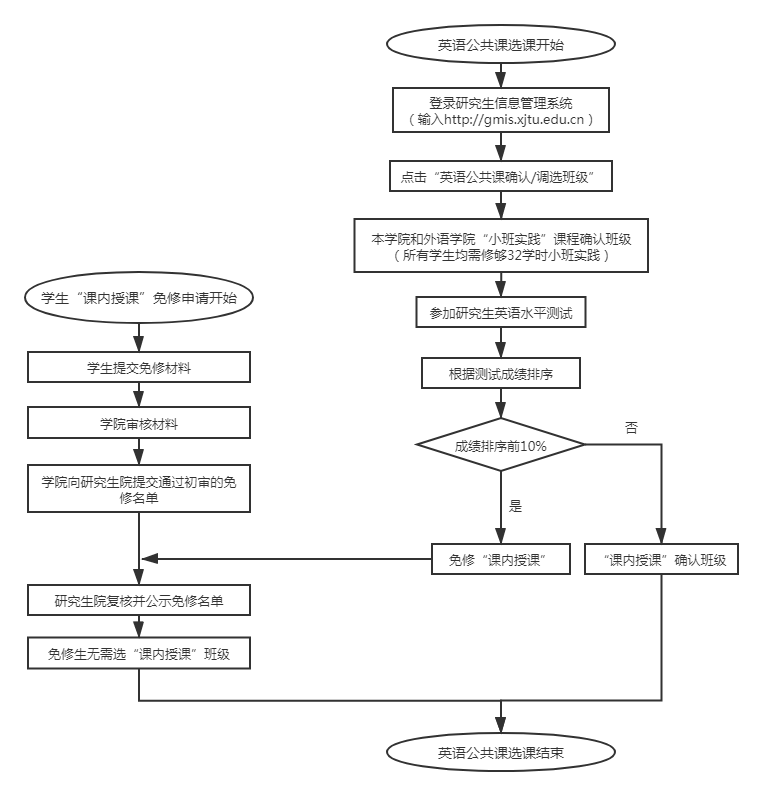 英语公共课选课开始
登录研究生信息管理系统
（输入http://gmis.xjtu.edu.cn）
点击“英语公共课确认/调选班级”
本学院和外语学院“小班实践”课程确认班级
（所有学生均需修够32学时小班实践）
参加研究生英语水平测试
根据测试成绩排序
成绩排序前10%
否
是
免修“课内授课”
“课内授课”确认班级
学生“课内授课”免修申请开始
学生提交免修材料
学院审核材料
学院向研究生院提交通过初审的免
修名单
研究生院复核并公示免修名单
免修生无需选“课内授课”班级
英语公共课选课结束